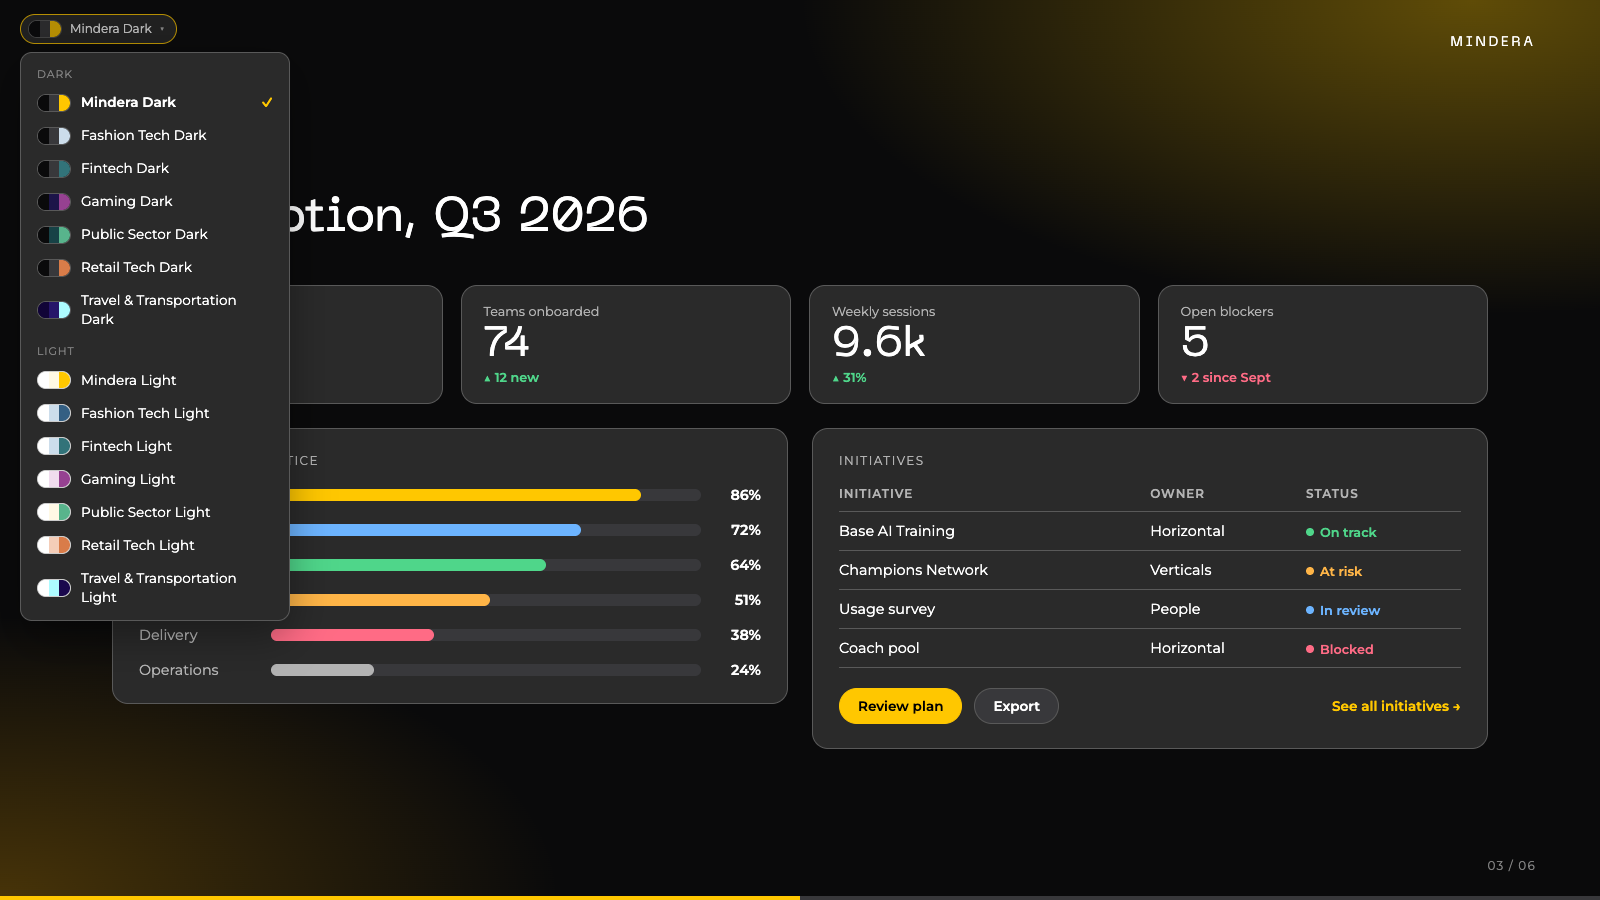 Mindera Dark
MINDERA
DARK
Mindera Dark
Fashion Tech Dark
Fintech Dark
Gaming Dark
Public Sector Dark
Retail Tech Dark
Travel & Transportation
Dark
LIGHT
Mindera Light
Fashion Tech Light
Fintech Light
Gaming Light
Public Sector Light
Retail Tech Light
Travel & Transportation
Light
ption, Q3 2026
Teams onboarded
74
▲ 12 new
Weekly sessions
9.6k
▲ 31%
Open blockers
5
▼ 2 since Sept
TICE
86%
72%
64%
51%
Delivery 38%
Operations 24%
INITIATIVES
INITIATIVE OWNER STATUS
Base AI Training Horizontal On track
Champions Network Verticals At risk
Usage survey People In review
Coach pool Horizontal Blocked
Review plan Export See all initiatives →
03 / 06